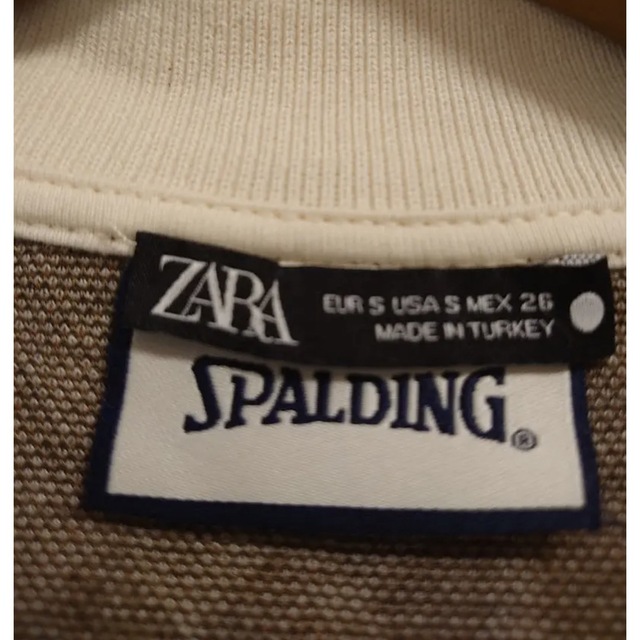 ZARA
EUR S USA S MEX 26
MADE IN TURKEY
SPALDING®